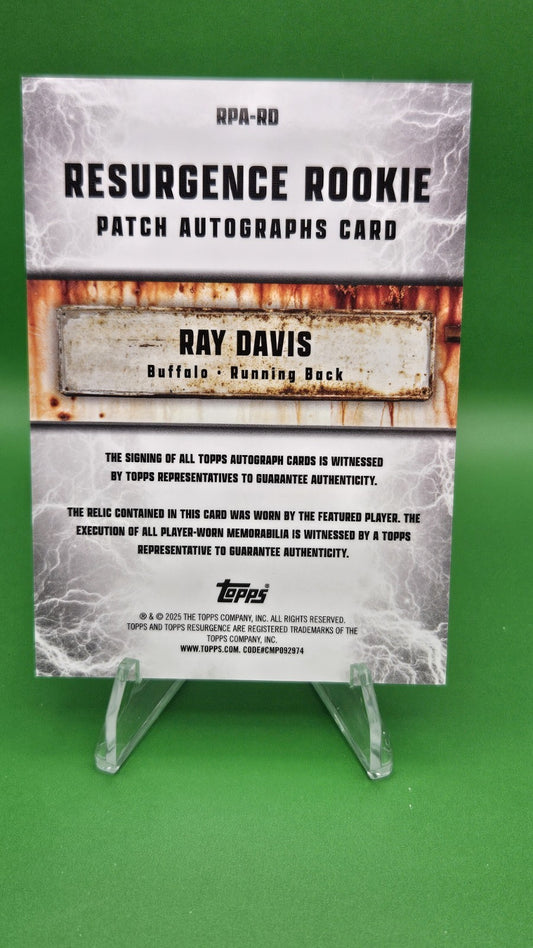 RPA-RD
RESURGENCE ROOKIE
PATCH AUTOGRAPHS CARD
RAY DAVIS
Buffalo · Running Back
THE SIGNING OF ALL TOPPS AUTOGRAPH CARDS IS WITNESSED
BY TOPPS REPRESENTATIVES TO GUARANTEE AUTHENTICITY.
THE RELIC CONTAINED IN THIS CARD WAS WORN BY THE FEATURED PLAYER. THE
EXECUTION OF ALL PLAYER-WORN MEMORABILIA IS WITNESSED BY A TOPPS
REPRESENTATIVE TO GUARANTEE AUTHENTICITY.
topps®
® & © 2025 THE TOPPS COMPANY, INC. ALL RIGHTS RESERVED.
TOPPS AND TOPPS RESURGENCE ARE REGISTERED TRADEMARKS OF THE
TOPPS COMPANY, INC.
WWW.TOPPS.COM. CODE#CMP092974